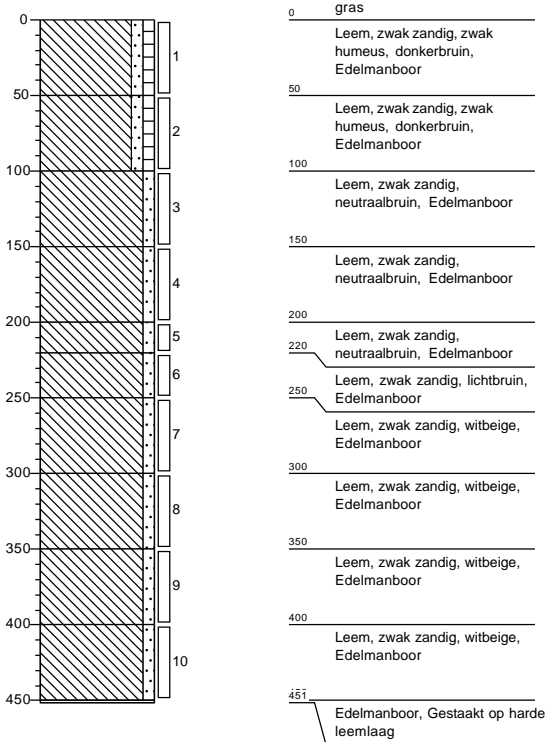 0
50
100
150
200
250
300
350
400
450
1
2
3
4
5
6
7
8
9
10
0
gras
Leem, zwak zandig, zwak
humeus, donkerbruin,
Edelmanboor
50
Leem, zwak zandig, zwak
humeus, donkerbruin,
Edelmanboor
100
Leem, zwak zandig,
neutraalbruin, Edelmanboor
150
Leem, zwak zandig,
neutraalbruin, Edelmanboor
200
Leem, zwak zandig,
neutraalbruin, Edelmanboor
220
Leem, zwak zandig, lichtbruin,
Edelmanboor
250
Leem, zwak zandig, witbeige,
Edelmanboor
300
Leem, zwak zandig, witbeige,
Edelmanboor
350
Leem, zwak zandig, witbeige,
Edelmanboor
400
Leem, zwak zandig, witbeige,
Edelmanboor
451
Edelmanboor, Gestaakt op harde
leemlaag